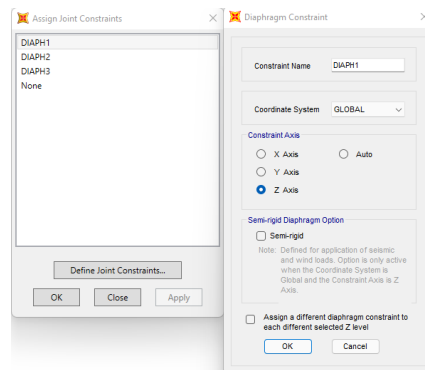 Assign Joint Constraints
DIAPH1
DIAPH2
DIAPH3
None
Define Joint Constraints...
OK Close Apply
Diaphragm Constraint
Constraint Name DIAPH1
Coordinate System GLOBAL
Constraint Axis
X Axis Auto
Y Axis
Z Axis
Semi-rigid Diaphragm Option
Semi-rigid
Note: Defined for application of seismic
and wind loads. Option is only active
when the Coordinate System is
Global and the Constraint Axis is Z
Axis.
Assign a different diaphragm constraint to
each different selected Z level
OK Cancel